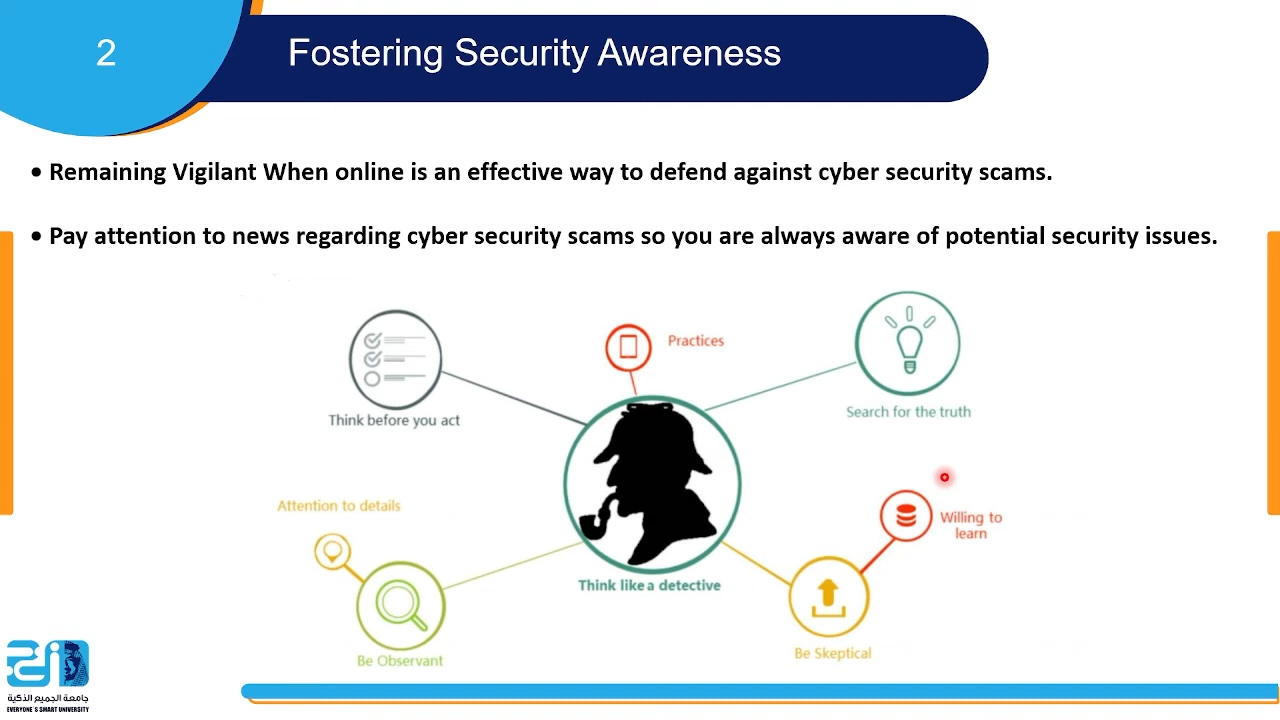 2
Fostering Security Awareness
• Remaining Vigilant When online is an effective way to defend against cyber security scams.
• Pay attention to news regarding cyber security scams so you are always aware of potential security issues.
Practices
Search for the truth
Think before you act
Attention to details
Willing to
learn
Think like a detective
Be Skeptical
Be Observant
جامعة الجميع الذكية
EVERYONE'S SMART UNIVERSITY